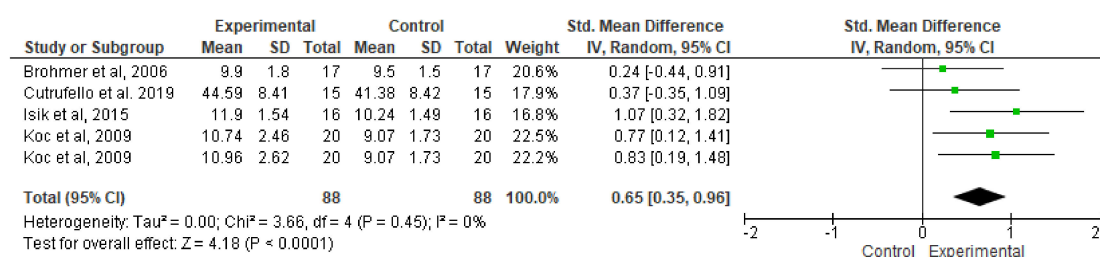 Experimental Control Std. Mean Difference Std. Mean Difference
Study or Subgroup Mean SD Total Mean SD Total Weight IV, Random, 95% CI IV, Random, 95% CI
Brohmer et al, 2006 9.9 1.8 17 9.5 1.5 17 20.6% 0.24 [-0.44, 0.91]
Cutrufello et al. 2019 44.59 8.41 15 41.38 8.42 15 17.9% 0.37 [-0.35, 1.09]
Isik et al, 2015 11.9 1.54 16 10.24 1.49 16 16.8% 1.07 [0.32, 1.82]
Koc et al, 2009 10.74 2.46 20 9.07 1.73 20 22.5% 0.77 [0.12, 1.41]
Koc et al, 2009 10.96 2.62 20 9.07 1.73 20 22.2% 0.83 [0.19, 1.48]
Total (95% CI) 88 88 100.0% 0.65 [0.35, 0.96]
Heterogeneity: Tau² = 0.00; Chi² = 3.66, df = 4 (P = 0.45); I² = 0%
Test for overall effect: Z = 4.18 (P < 0.0001)
-2 -1 0 1 2
Control Experimental